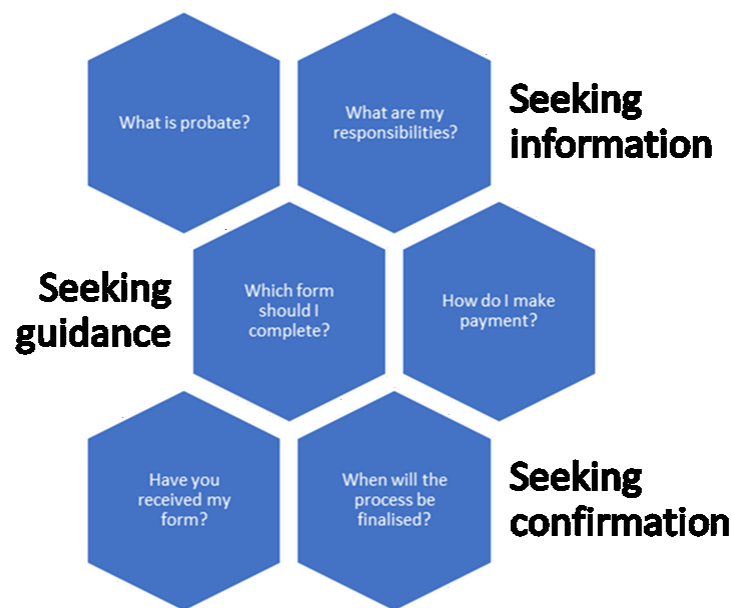 What is probate?
What are my
responsibilities?
Seeking
information
Seeking
guidance
Which form
should I
complete?
How do I make
payment?
Have you
received my
form?
When will the
process be
finalised?
Seeking
confirmation